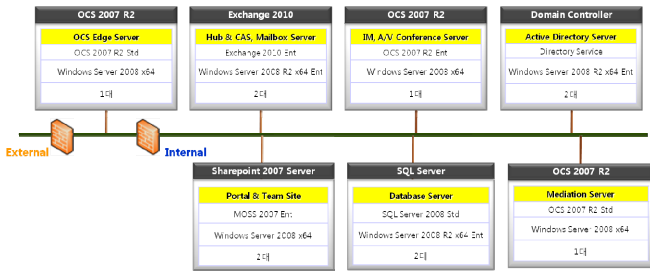 OCS 2007 R2
OCS Edge Server
OCS 2007 R2 Std
Windows Server 2008 x64
1대
Exchange 2010
Hub & CAS, Mailbox Server
Exchange 2010 Ent
Windows Server 2008 R2 x64 Ent
2대
OCS 2007 R2
IM, A/V Conference Server
OCS 2007 R2 Ent
Windows Server 2008 x64
1대
Domain Controller
Active Directory Server
Directory Service
Windows Server 2008 R2 x64 Ent
2대
External
Internal
Sharepoint 2007 Server
Portal & Team Site
MOSS 2007 Ent
Windows Server 2008 x64
2대
SQL Server
Database Server
SQL Server 2008 Std
Windows Server 2008 R2 x64 Ent
2대
OCS 2007 R2
Mediation Server
OCS 2007 R2 Std
Windows Server 2008 x64
1대